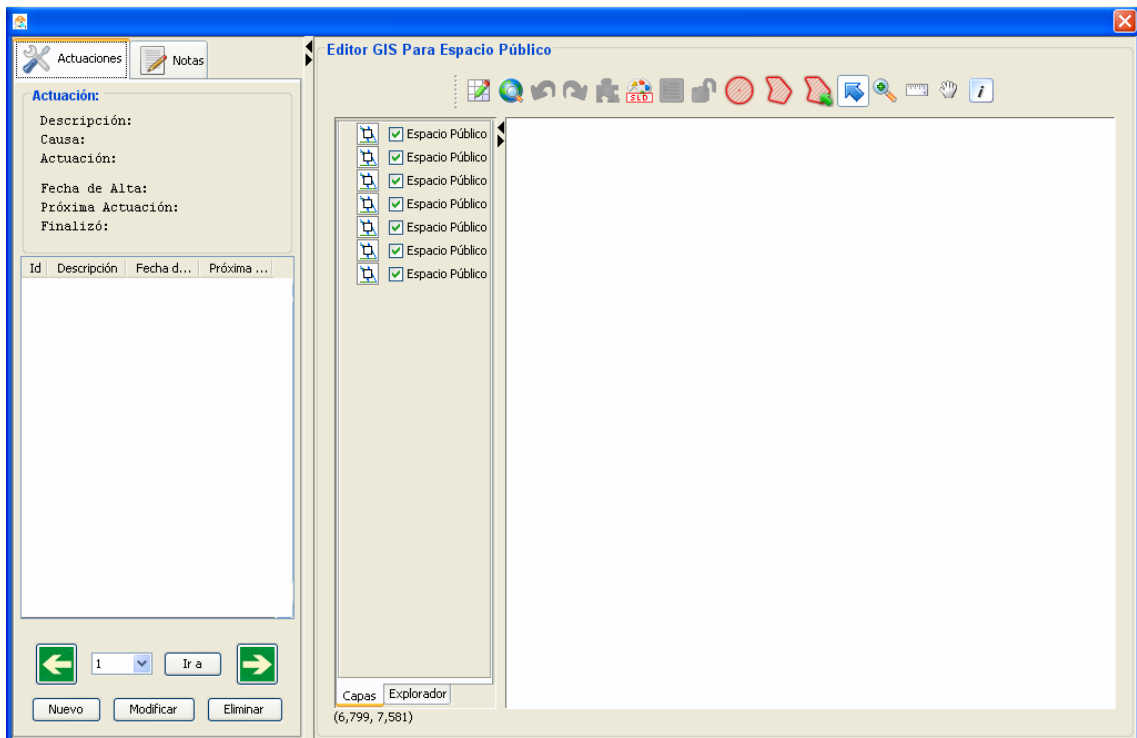 Actuaciones
Notas
Actuación:
Descripción:
Causa:
Actuación:
Fecha de Alta:
Próxima Actuación:
Finalizó:
Id Descripción Fecha d... Próxima ...
1
Ir a
Nuevo Modificar Eliminar
Editor GIS Para Espacio Público
SLD
i
Espacio Público
Espacio Público
Espacio Público
Espacio Público
Espacio Público
Espacio Público
Espacio Público
Capas Explorador
(6,799, 7,581)